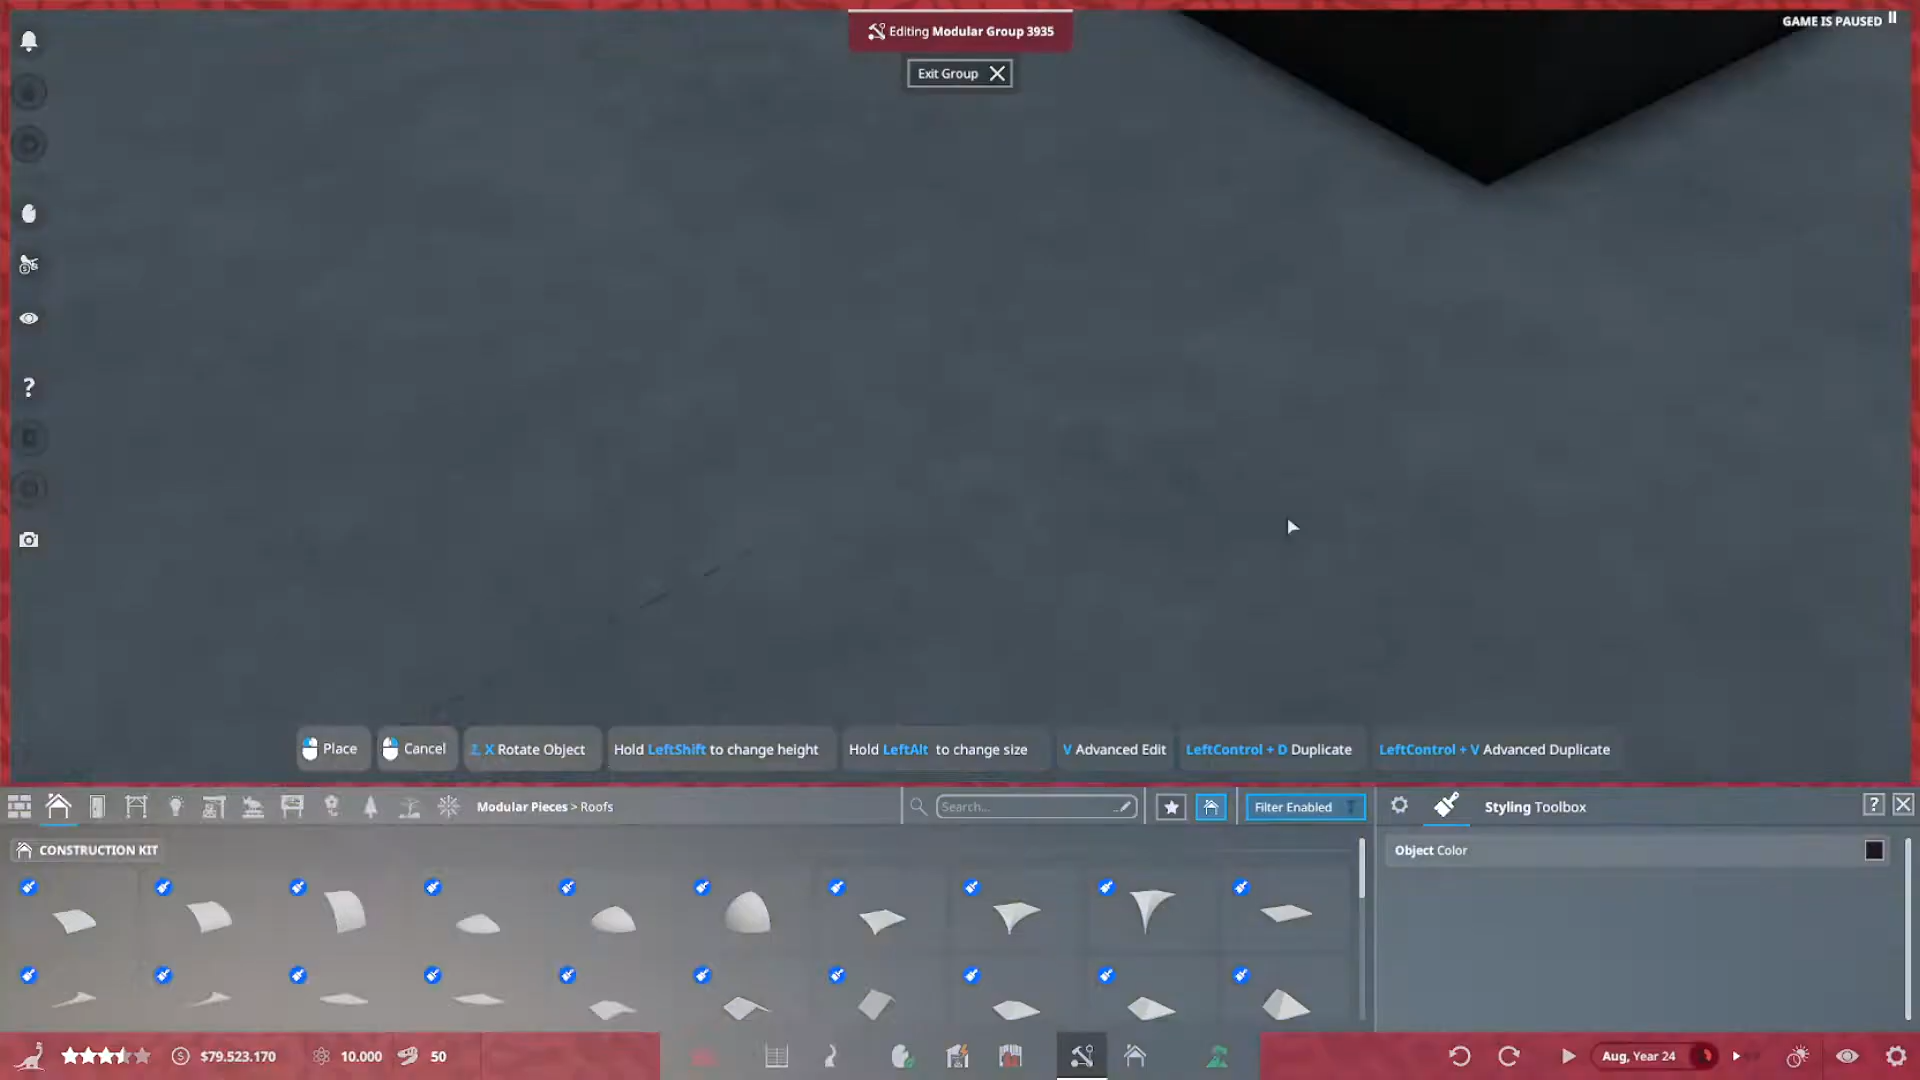 GAME IS PAUSED
Editing Modular Group 3935
Exit Group
?
Place
Cancel
Z, X Rotate Object
Hold LeftShift to change height
Hold LeftAlt to change size
V Advanced Edit
LeftControl + D Duplicate
LeftControl + V Advanced Duplicate
Modular Pieces > Roofs
Search...
Filter Enabled
Styling Toolbox
?
CONSTRUCTION KIT
Object Color
$79.523.170
10.000
50
Aug, Year 24